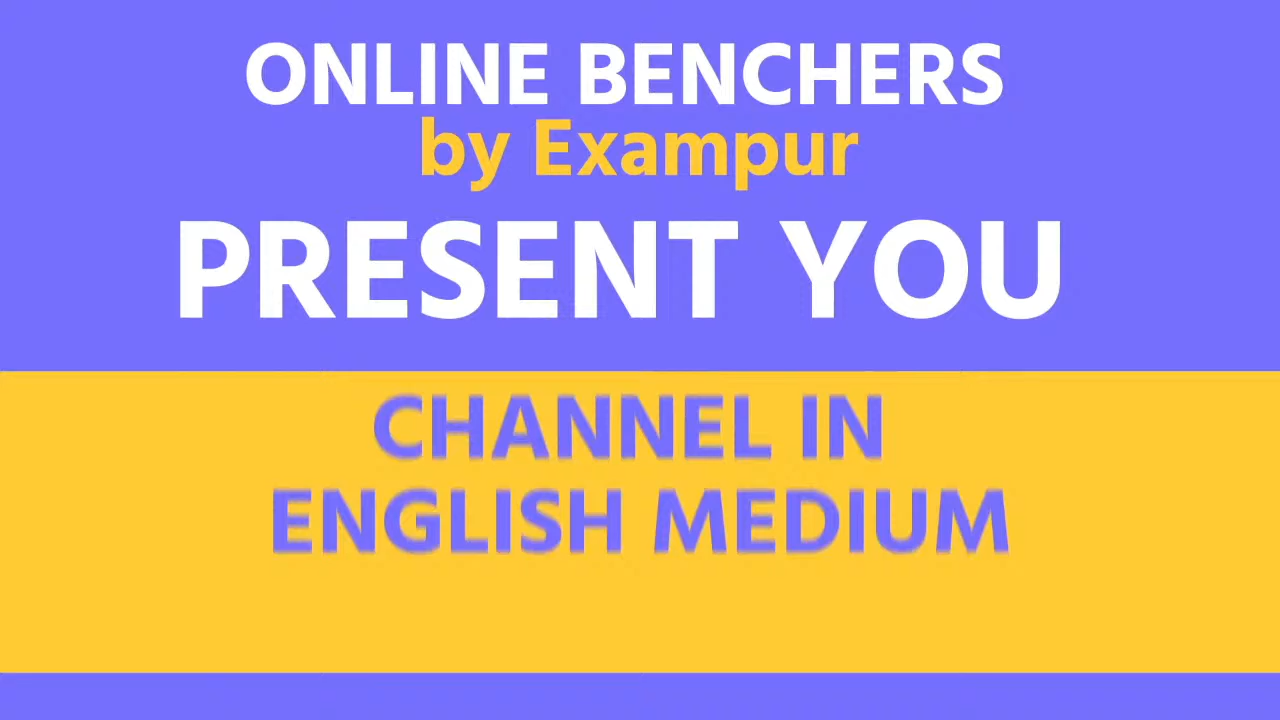 ONLINE BENCHERS
by Exampur
PRESENT YOU
CHANNEL IN
ENGLISH MEDIUM